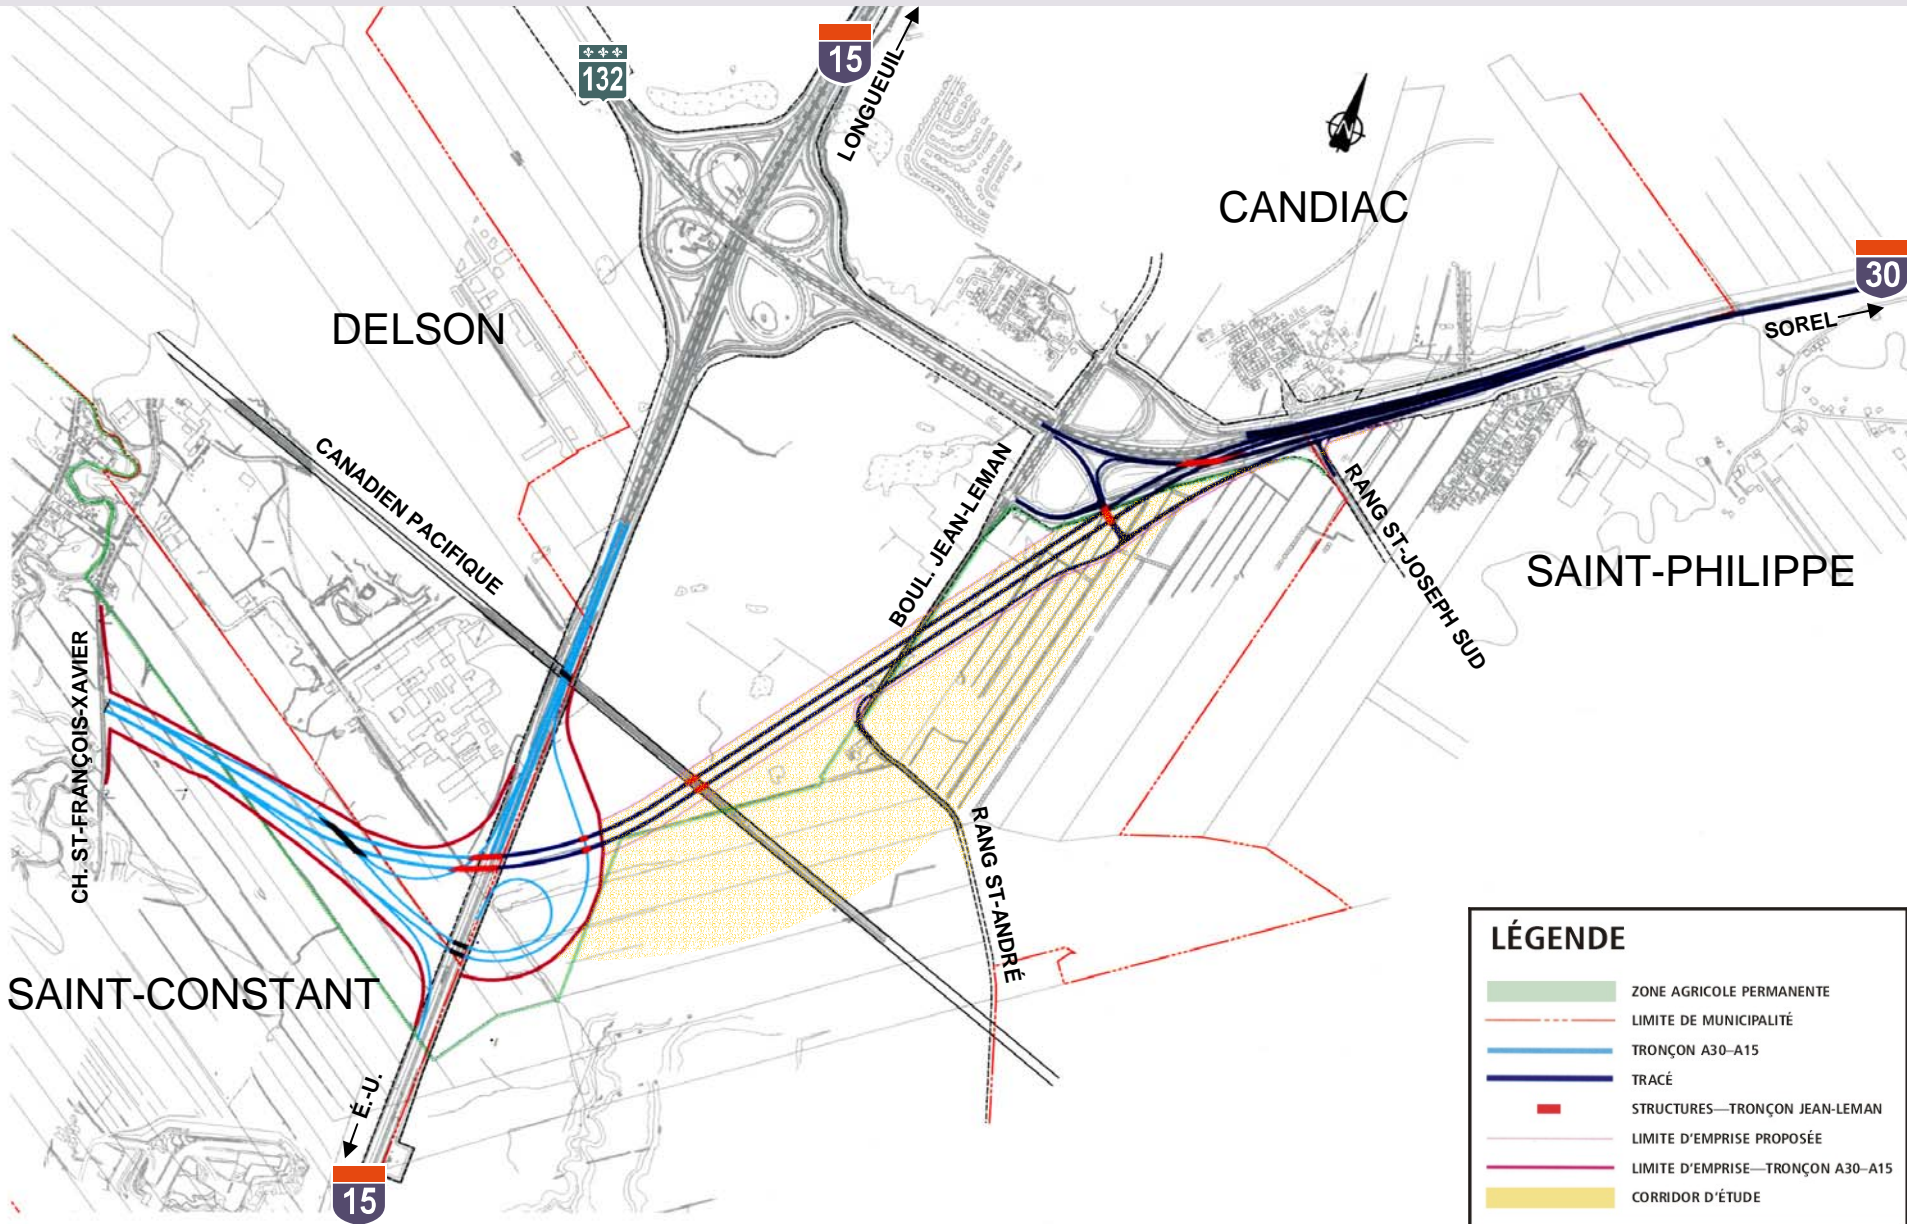 132
15
LONGUEUIL
N
CANDIAC
30
SOREL
DELSON
CANADIEN PACIFIQUE
BOUL. JEAN-LEMAN
RANG ST-JOSEPH SUD
SAINT-PHILIPPE
CH. ST-FRANÇOIS-XAVIER
RANG ST-ANDRÉ
SAINT-CONSTANT
É.-U.
15
LÉGENDE
ZONE AGRICOLE PERMANENTE
LIMITE DE MUNICIPALITÉ
TRONÇON A30–A15
TRACÉ
STRUCTURES—TRONÇON JEAN-LEMAN
LIMITE D'EMPRISE PROPOSÉE
LIMITE D'EMPRISE—TRONÇON A30–A15
CORRIDOR D'ÉTUDE